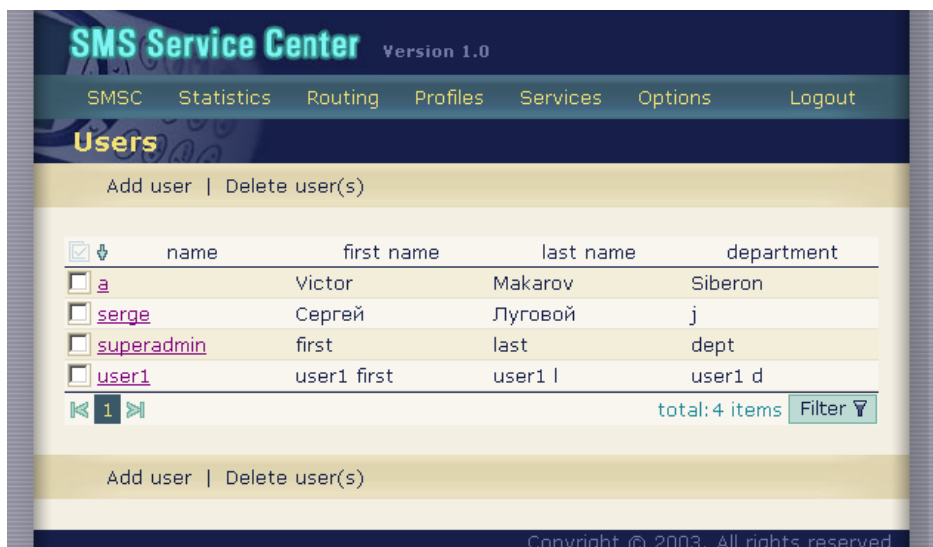 SMS Service Center Version 1.0
SMSC Statistics Routing Profiles Services Options Logout
Users
Add user | Delete user(s)
name first name last name department
a Victor Makarov Siberon
serge Сергей Луговой j
superadmin first last dept
user1 user1 first user1 l user1 d
1 total: 4 items Filter
Add user | Delete user(s)
Copyright © 2003. All rights reserved